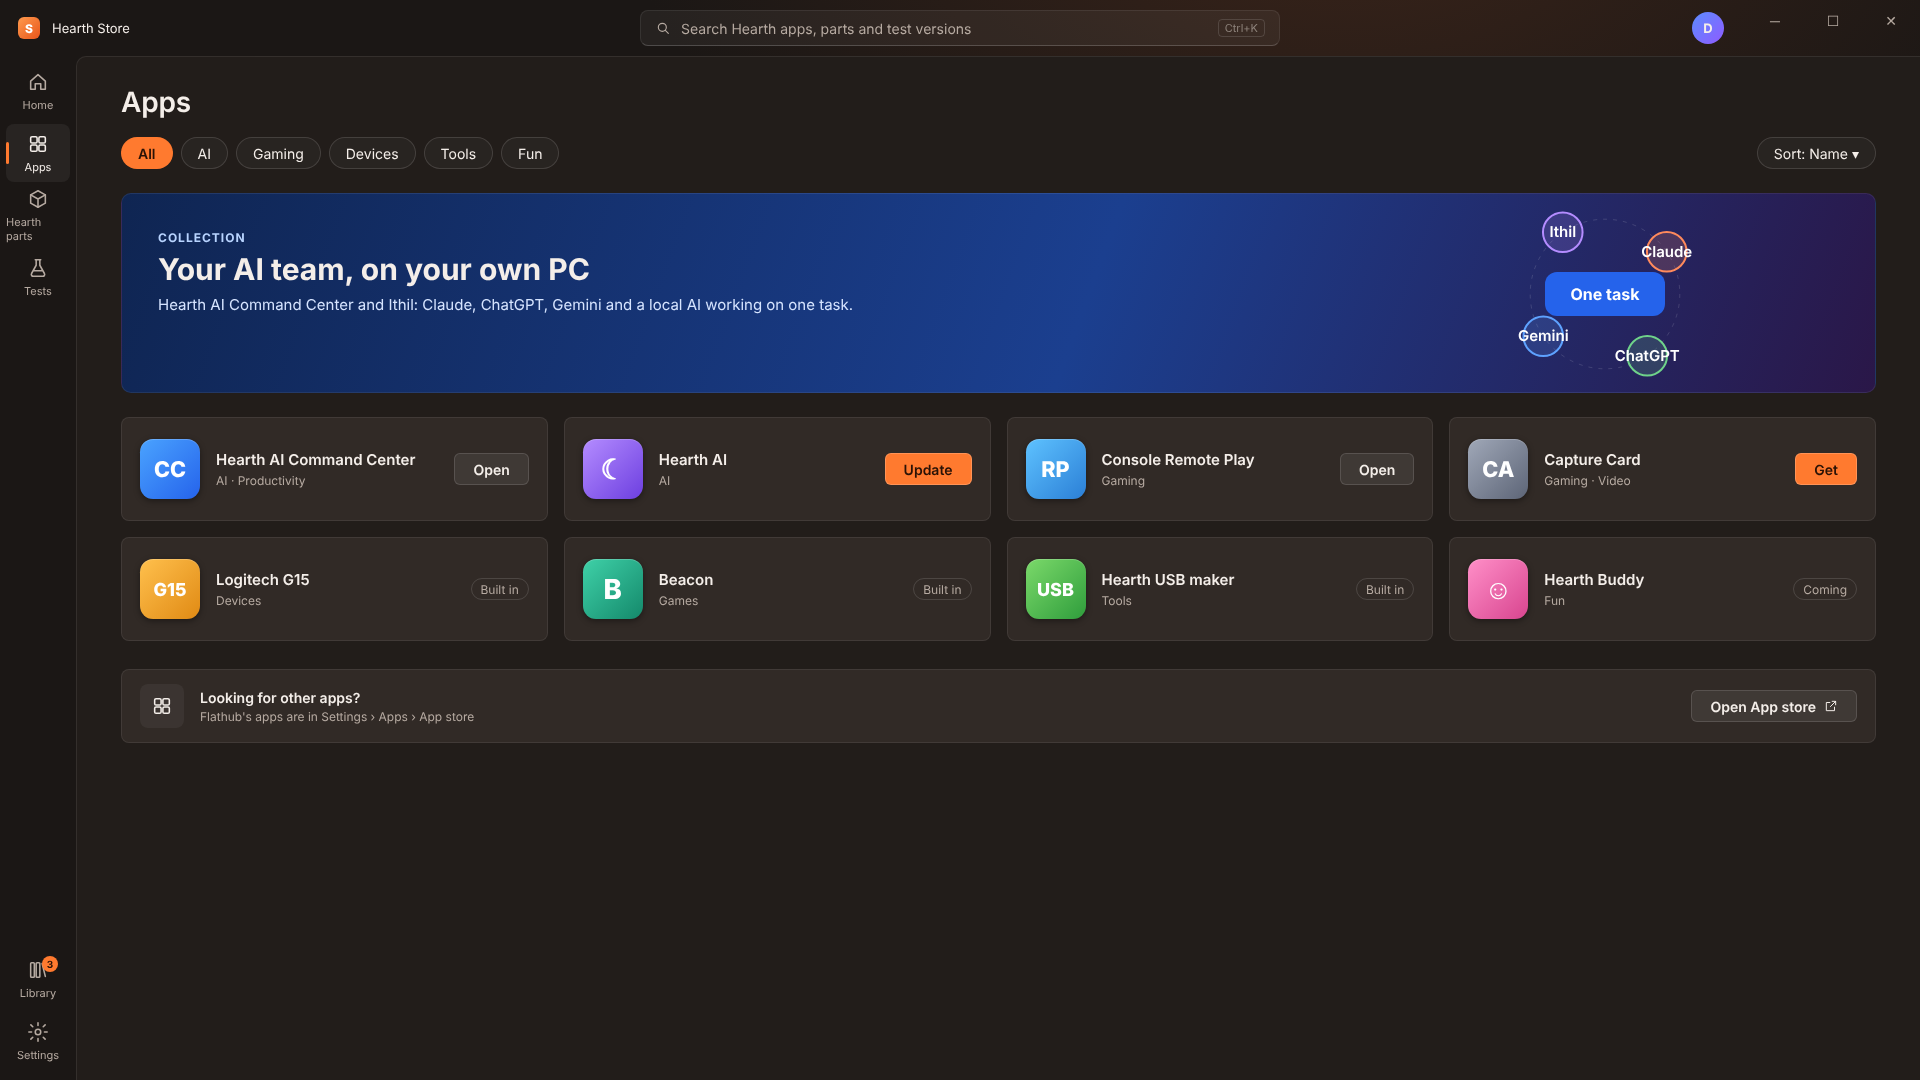 S Hearth Store
Search Hearth apps, parts and test versions Ctrl+K
D
Home
Apps
Hearth
parts
Tests
Library 3
Settings
Apps
All AI Gaming Devices Tools Fun
Sort: Name ▾
COLLECTION
Your AI team, on your own PC
Hearth AI Command Center and Ithil: Claude, ChatGPT, Gemini and a local AI working on one task.
Ithil
Claude
One task
Gemini
ChatGPT
CC Hearth AI Command Center
AI · Productivity
Open
Hearth AI
AI
Update
RP Console Remote Play
Gaming
Open
CA Capture Card
Gaming · Video
Get
G15 Logitech G15
Devices
Built in
B Beacon
Games
Built in
USB Hearth USB maker
Tools
Built in
Hearth Buddy
Fun
Coming
Looking for other apps?
Flathub's apps are in Settings › Apps › App store
Open App store